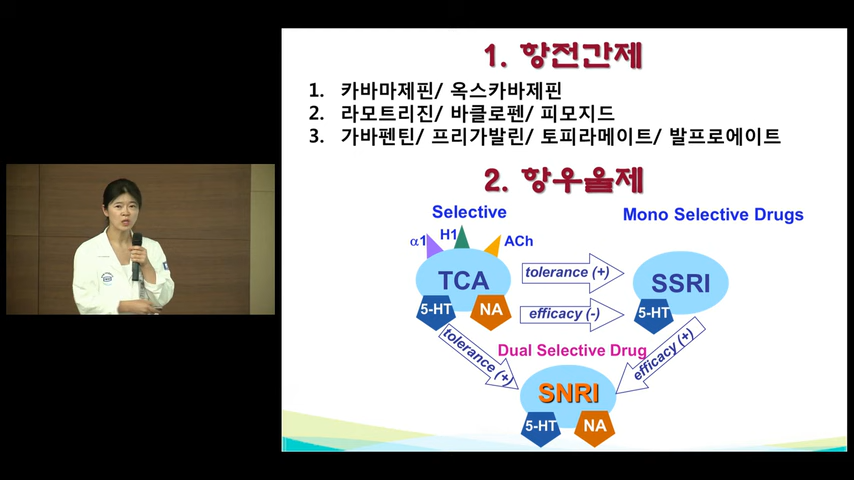 1. 항전간제
1. 카바마제핀/ 옥스카바제핀
2. 라모트리진/ 바클로펜/ 피모지드
3. 가바펜틴/ 프리가발린/ 토피라메이트/ 발프로에이트
2. 항우울제
Selective
Mono Selective Drugs
α1
H1
ACh
TCA
tolerance (+)
SSRI
5-HT
NA
efficacy (-)
5-HT
tolerance (+)
Dual Selective Drug
efficacy (+)
SNRI
5-HT
NA